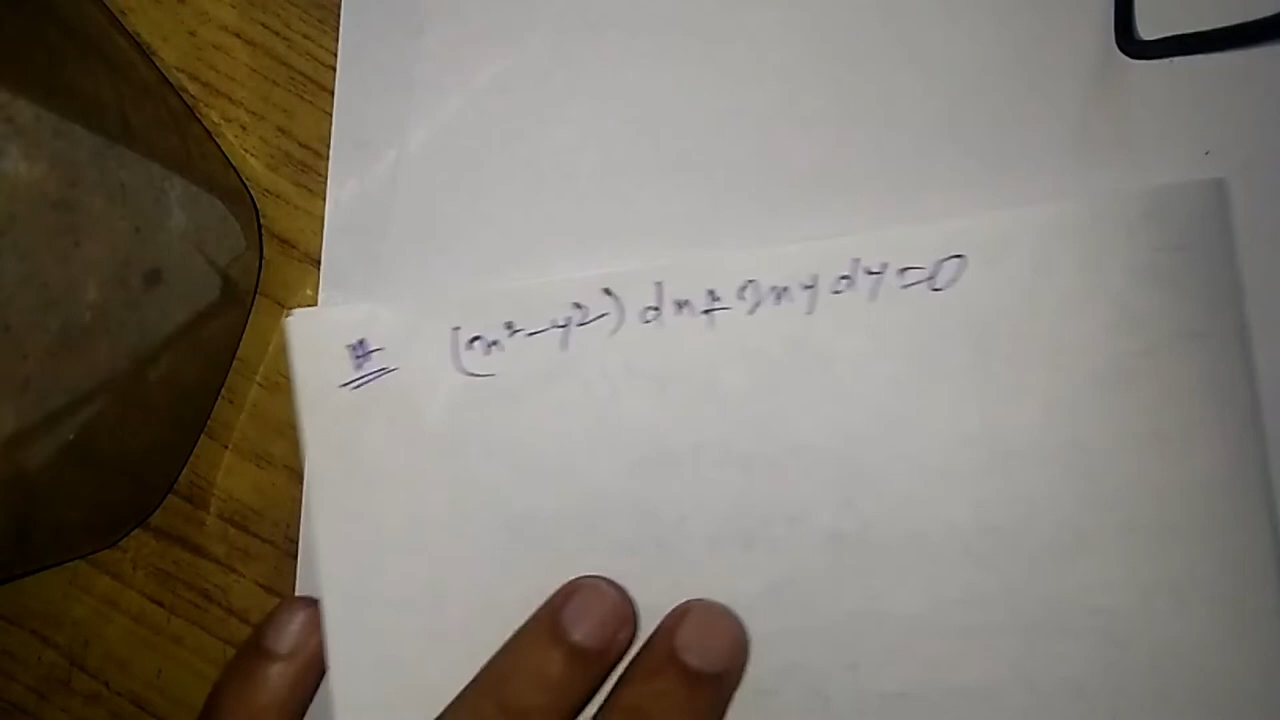 # (x²-y²) dx + 2xy dy = 0